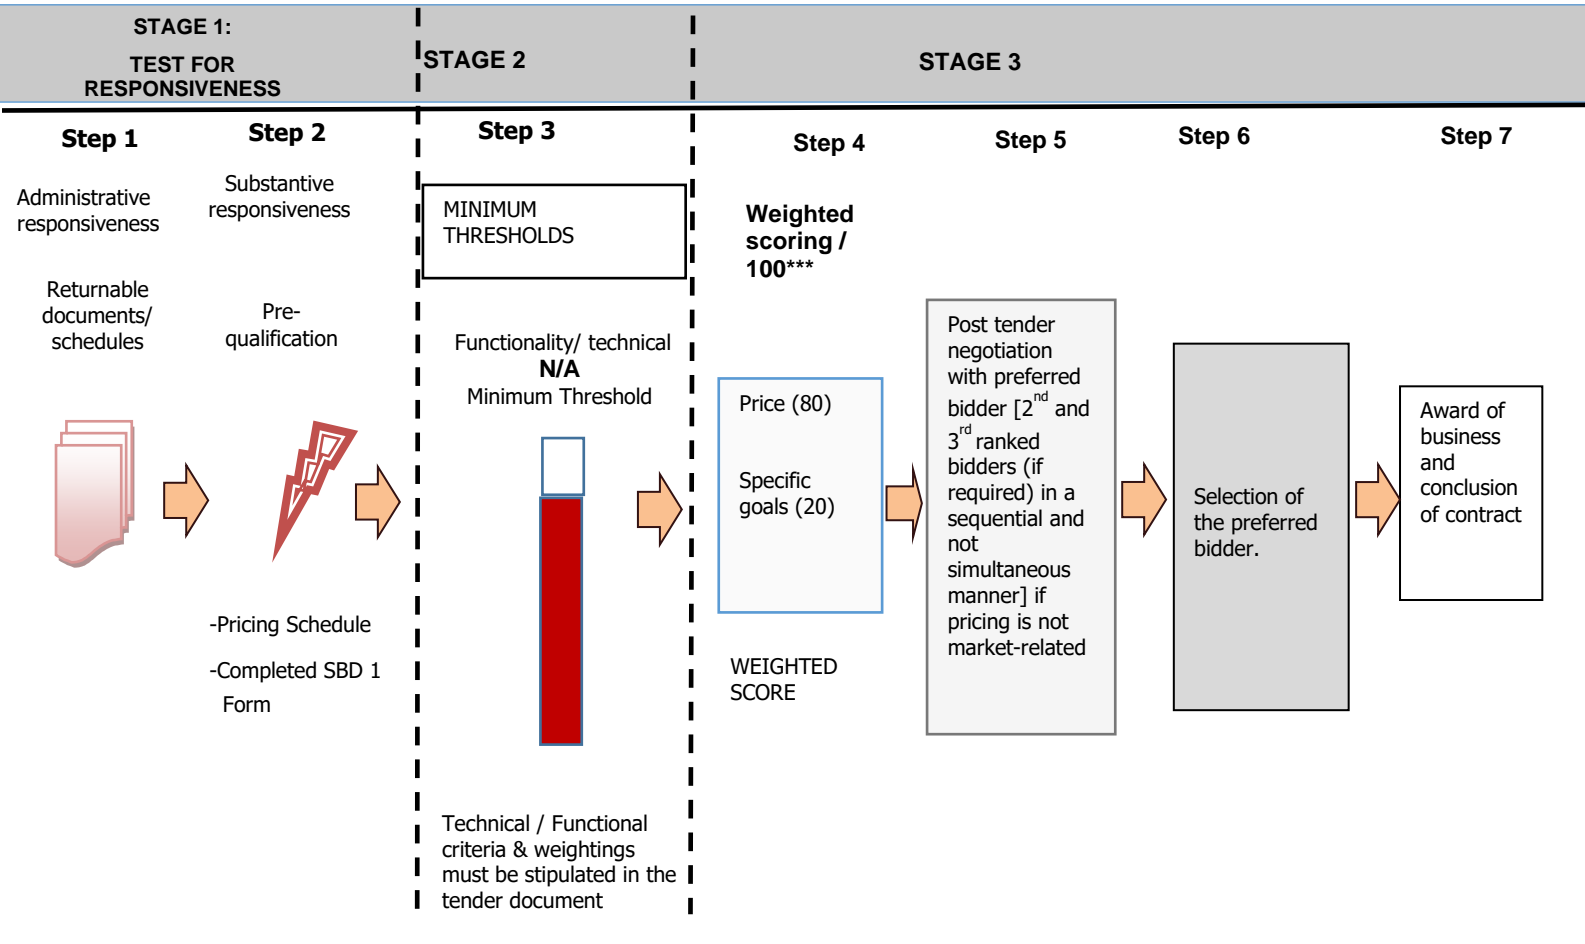 STAGE 1:
TEST FOR
RESPONSIVENESS
STAGE 2
STAGE 3
Step 1
Administrative
responsiveness
Returnable
documents/
schedules
Step 2
Substantive
responsiveness
Pre-
qualification
-Pricing Schedule
-Completed SBD 1
Form
Step 3
MINIMUM
THRESHOLDS
Functionality/ technical
N/A
Minimum Threshold
Technical / Functional
criteria & weightings
must be stipulated in the
tender document
Step 4
Weighted
scoring /
100***
Price (80)
Specific
goals (20)
WEIGHTED
SCORE
Step 5
Post tender
negotiation
with preferred
bidder [2nd and
3rd ranked
bidders (if
required) in a
sequential and
not
simultaneous
manner] if
pricing is not
market-related
Step 6
Selection of
the preferred
bidder.
Step 7
Award of
business
and
conclusion
of contract